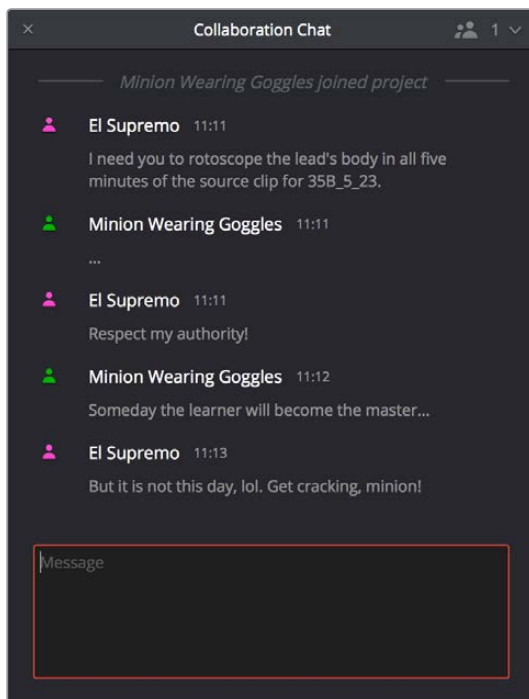 Collaboration Chat
1
Minion Wearing Goggles joined project
El Supremo 11:11
I need you to rotoscope the lead's body in all five
minutes of the source clip for 35B_5_23.
Minion Wearing Goggles 11:11
...
El Supremo 11:11
Respect my authority!
Minion Wearing Goggles 11:12
Someday the learner will become the master...
El Supremo 11:13
But it is not this day, lol. Get cracking, minion!
Message